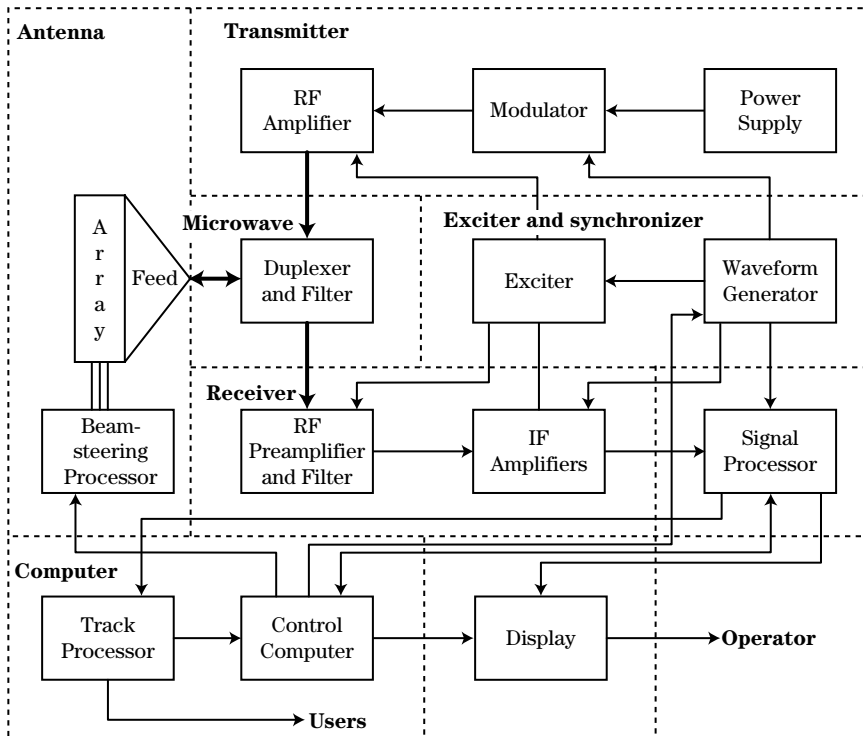 Antenna
Transmitter
RF
Amplifier
Modulator
Power
Supply
Microwave
Exciter and synchronizer
Array
Feed
Duplexer
and Filter
Exciter
Waveform
Generator
Receiver
Beam-
steering
Processor
RF
Preamplifier
and Filter
IF
Amplifiers
Signal
Processor
Computer
Track
Processor
Control
Computer
Display
Operator
Users